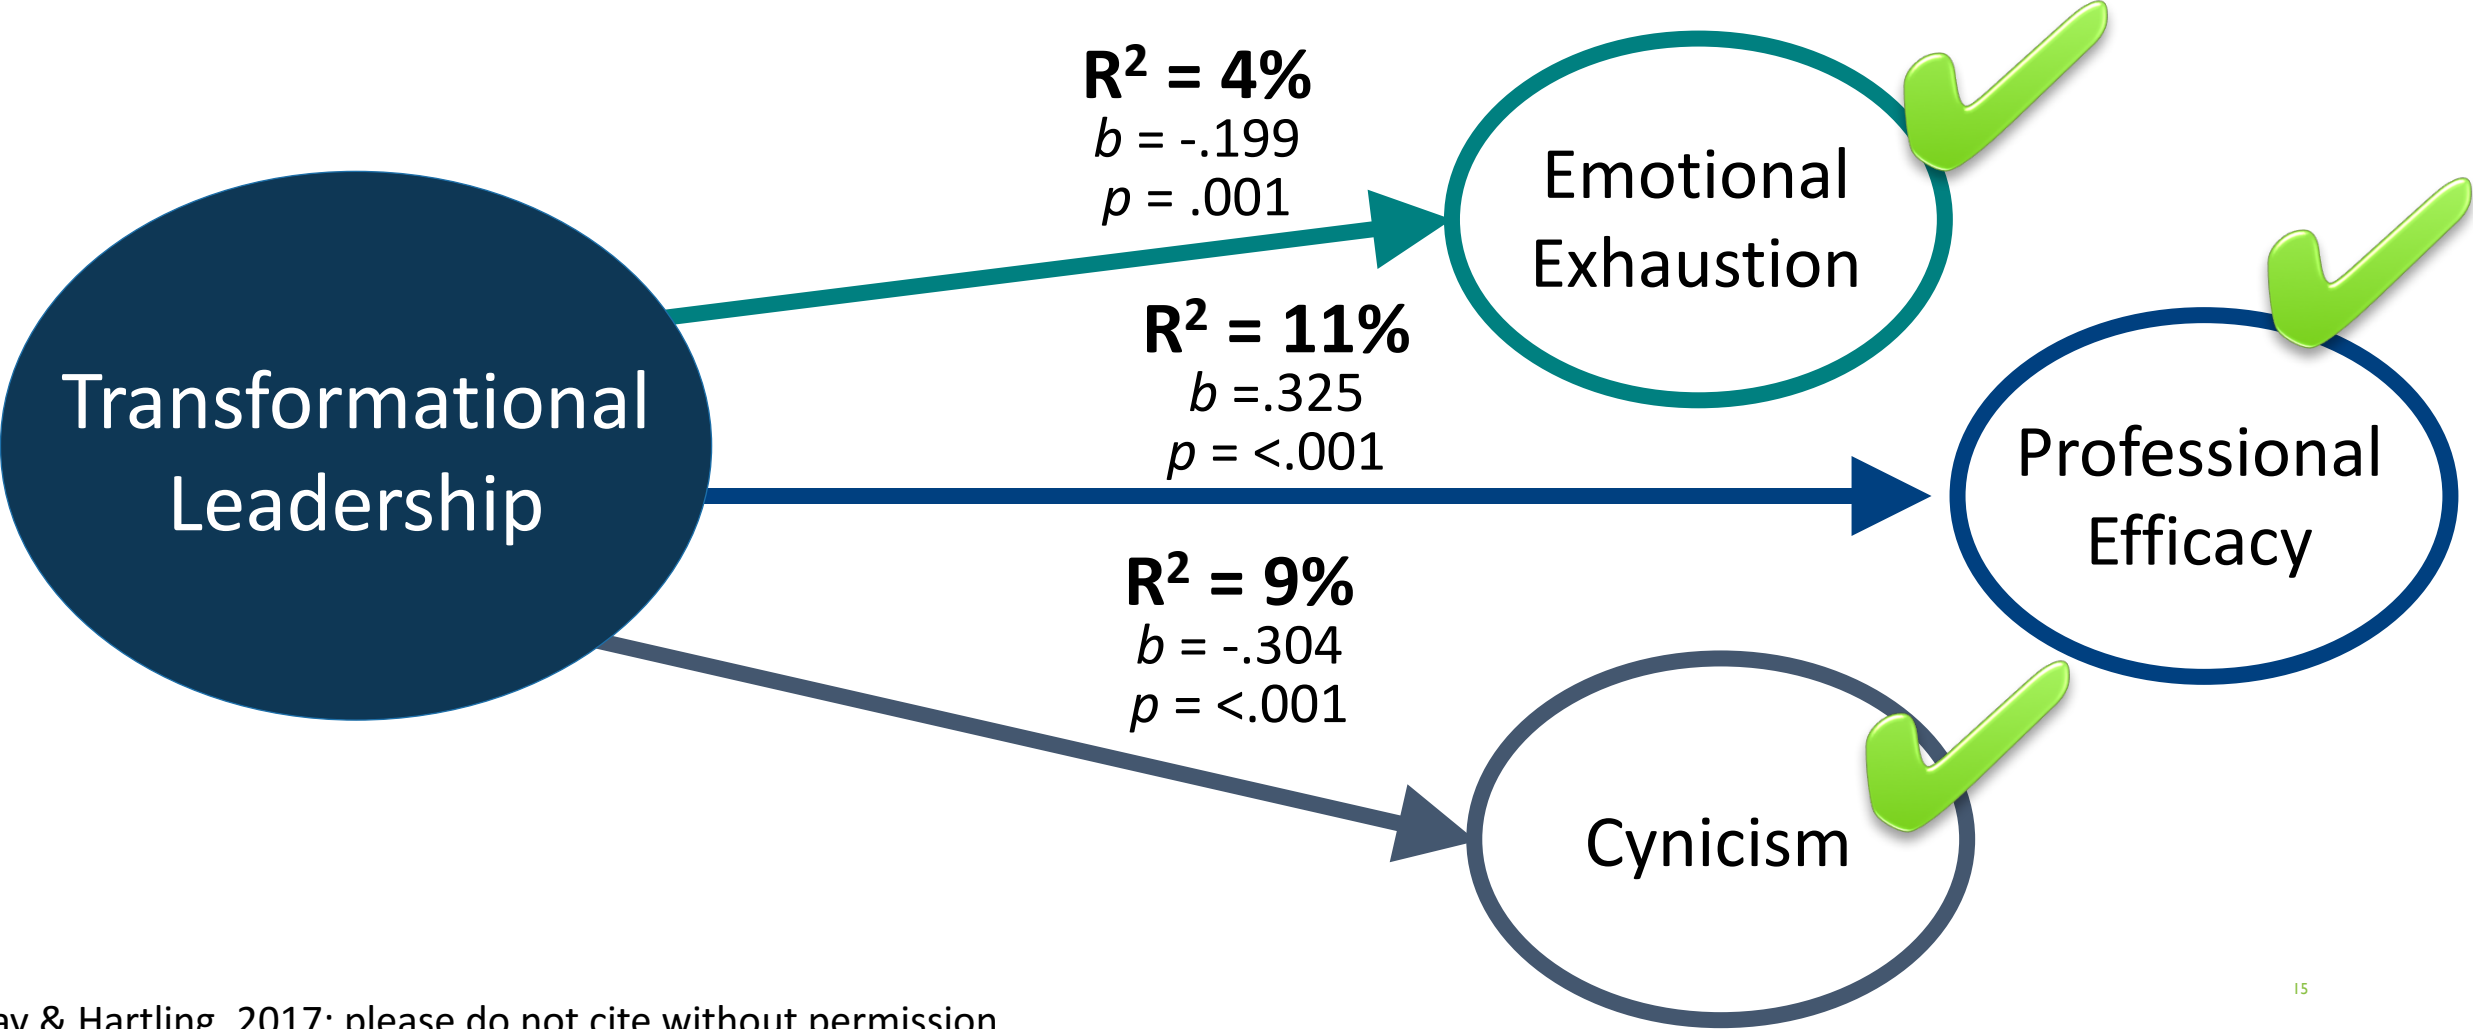 R² = 4%
b = -.199
p = .001
Emotional
Exhaustion
Transformational
Leadership
R² = 11%
b =.325
p = <.001
Professional
Efficacy
R² = 9%
b = -.304
p = <.001
Cynicism
15
& Hartling, 2017; please do not cite without permission